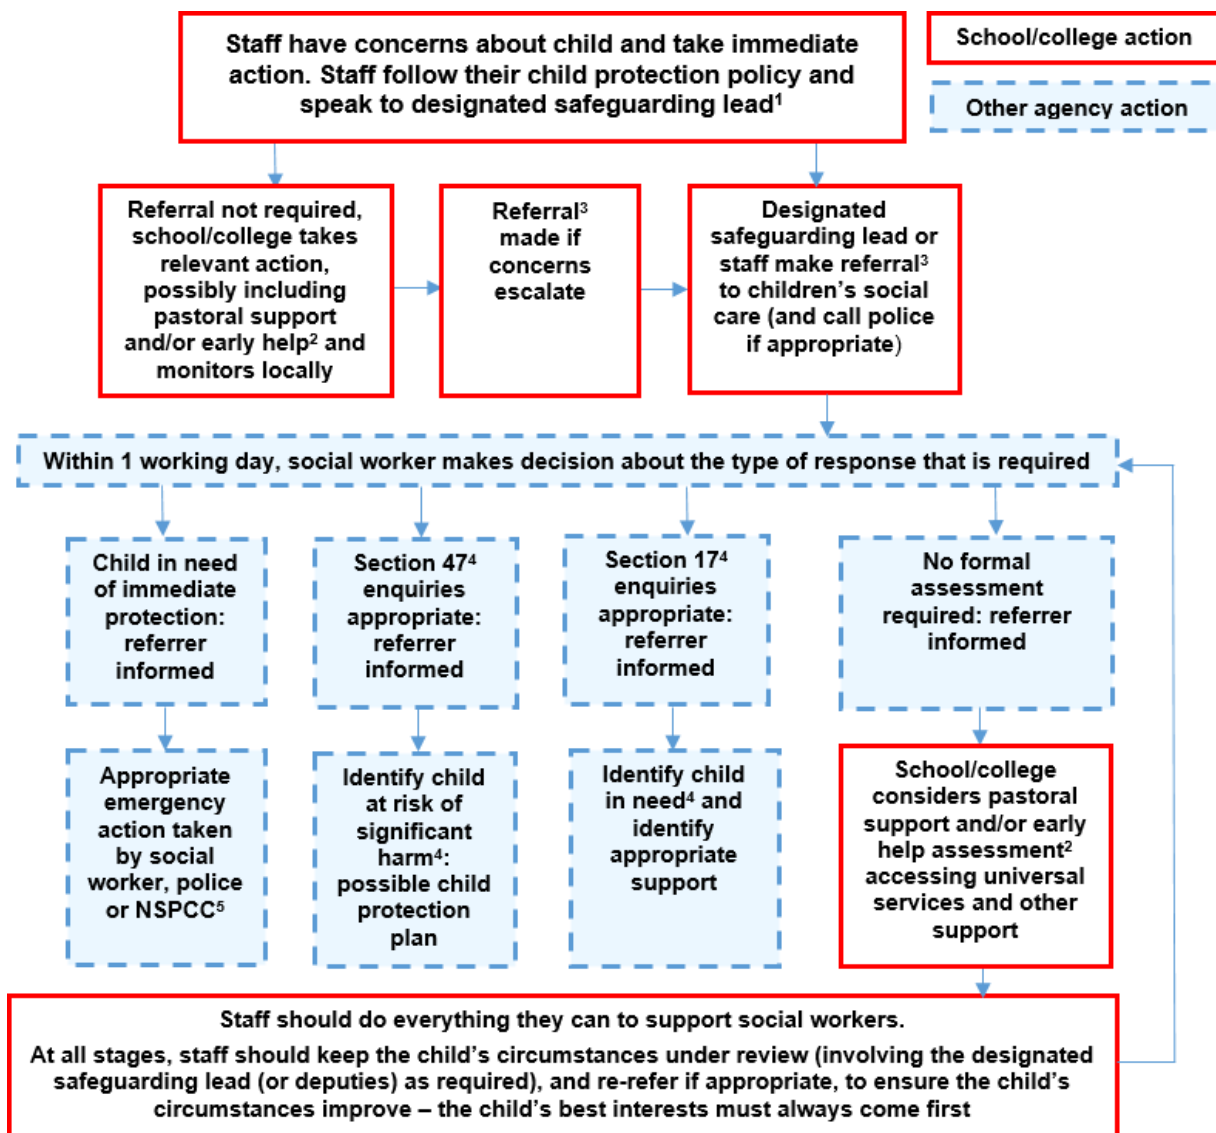 Staff have concerns about child and take immediate
action. Staff follow their child protection policy and
speak to designated safeguarding lead¹
School/college action
Other agency action
Referral not required,
school/college takes
relevant action,
possibly including
pastoral support
and/or early help² and
monitors locally
Referral³
made if
concerns
escalate
Designated
safeguarding lead or
staff make referral³
to children’s social
care (and call police
if appropriate)
Within 1 working day, social worker makes decision about the type of response that is required
Child in need
of immediate
protection:
referrer
informed
Section 47⁴
enquiries
appropriate:
referrer
informed
Section 17⁴
enquiries
appropriate:
referrer
informed
No formal
assessment
required: referrer
informed
Appropriate
emergency
action taken
by social
worker, police
or NSPCC⁵
Identify child
at risk of
significant
harm⁴:
possible child
protection
plan
Identify child
in need⁴ and
identify
appropriate
support
School/college
considers pastoral
support and/or early
help assessment²
accessing universal
services and other
support
Staff should do everything they can to support social workers.
At all stages, staff should keep the child’s circumstances under review (involving the designated
safeguarding lead (or deputies) as required), and re-refer if appropriate, to ensure the child’s
circumstances improve – the child’s best interests must always come first